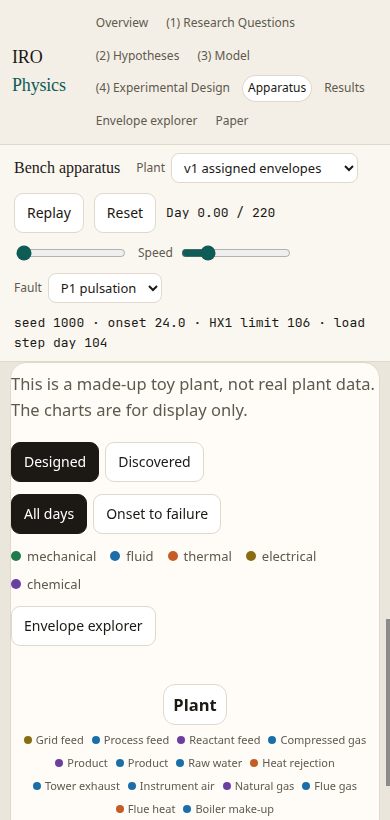 IRO Physics
Overview (1) Research Questions
(2) Hypotheses (3) Model
(4) Experimental Design Apparatus Results
Envelope explorer Paper
Bench apparatus Plant v1 assigned envelopes
Replay Reset Day 0.00 / 220
Speed
Fault P1 pulsation
seed 1000 · onset 24.0 · HX1 limit 106 · load
step day 104
This is a made-up toy plant, not real plant data.
The charts are for display only.
Designed Discovered
All days Onset to failure
mechanical fluid thermal electrical
chemical
Envelope explorer
Plant
Grid feed Process feed Reactant feed Compressed gas
Product Product Raw water Heat rejection
Tower exhaust Instrument air Natural gas Flue gas
Flue heat Boiler make-up